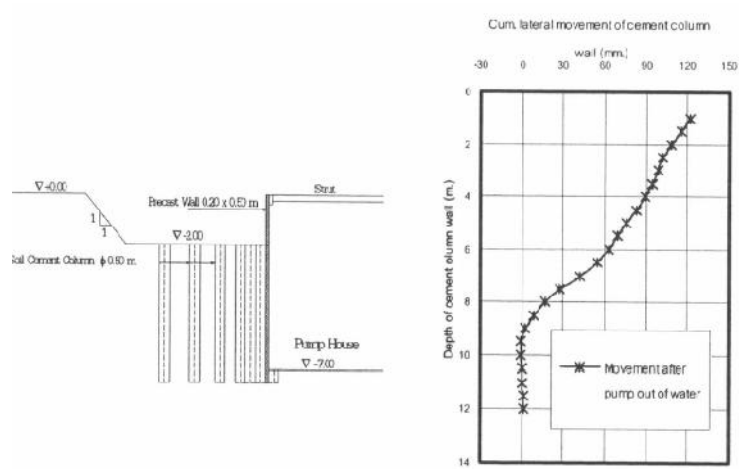 ∇ +0.00
1
1
Precast Wall 0.20 x 0.50 m
Strut
∇ -2.00
Soil Cement Column ϕ 0.60 m.
Pump House
∇ -7.00
Cum. lateral movement of cement column
wall (mm.)
-30 0 30 60 90 120 150
0
2
4
6
8
10
12
14
Depth of cement olumn wall (m.)
Movement after
pump out of water